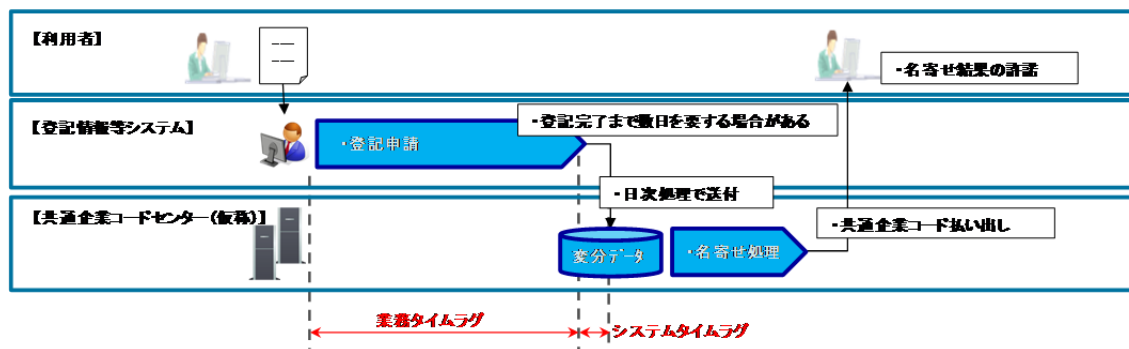 【利用者】
・名寄せ結果の許諾
【登記情報等システム】
・登記完了まで数日を要する場合がある
・登記申請
・日次処理で送付
【共通企業コードセンター(仮称)】
・共通企業コード払い出し
変分データ
・名寄せ処理
業務タイムラグ
システムタイムラグ